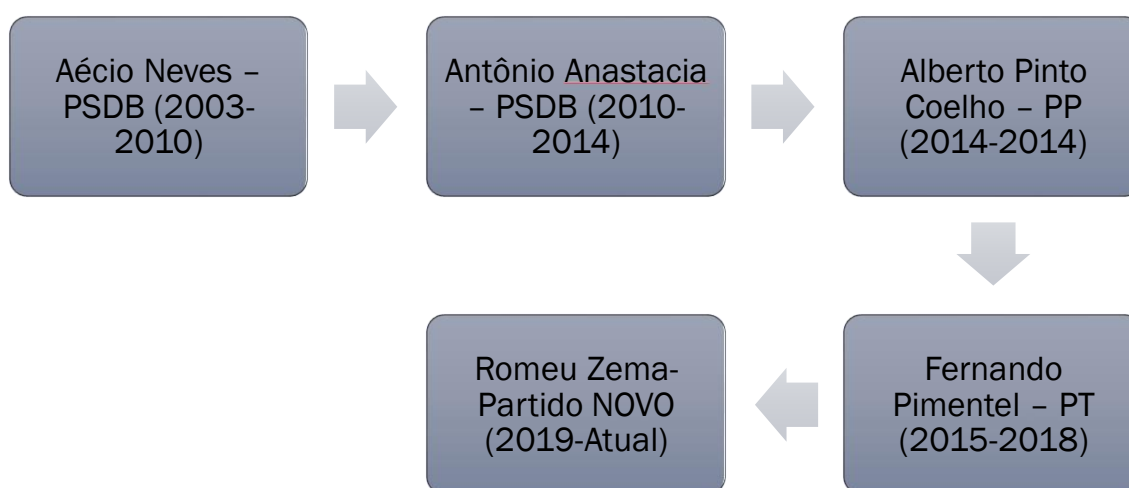 Aécio Neves –
PSDB (2003-
2010)
Antônio Anastacia
– PSDB (2010-
2014)
Alberto Pinto
Coelho – PP
(2014-2014)
Fernando
Pimentel – PT
(2015-2018)
Romeu Zema-
Partido NOVO
(2019-Atual)